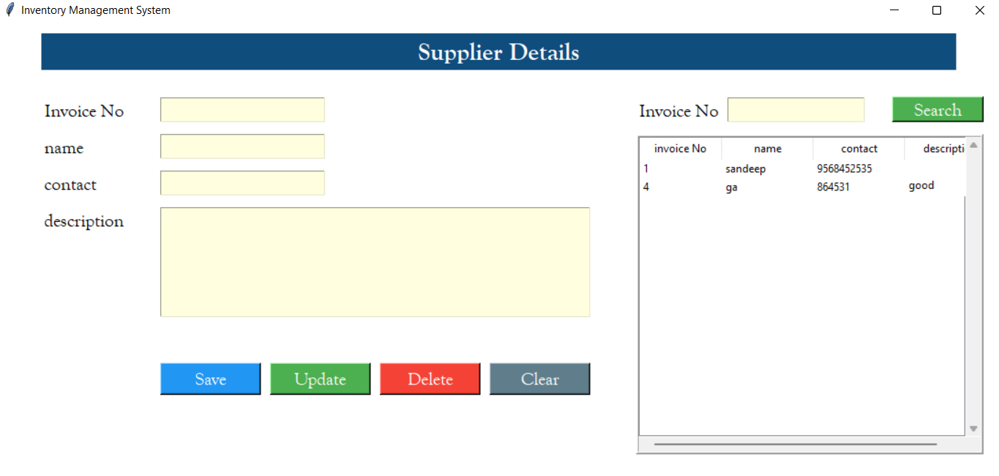 Inventory Management System
Supplier Details
Invoice No
name
contact
description
Save Update Delete Clear
Invoice No Search
invoice No name contact descripti
1 sandeep 9568452535
4 ga 864531 good